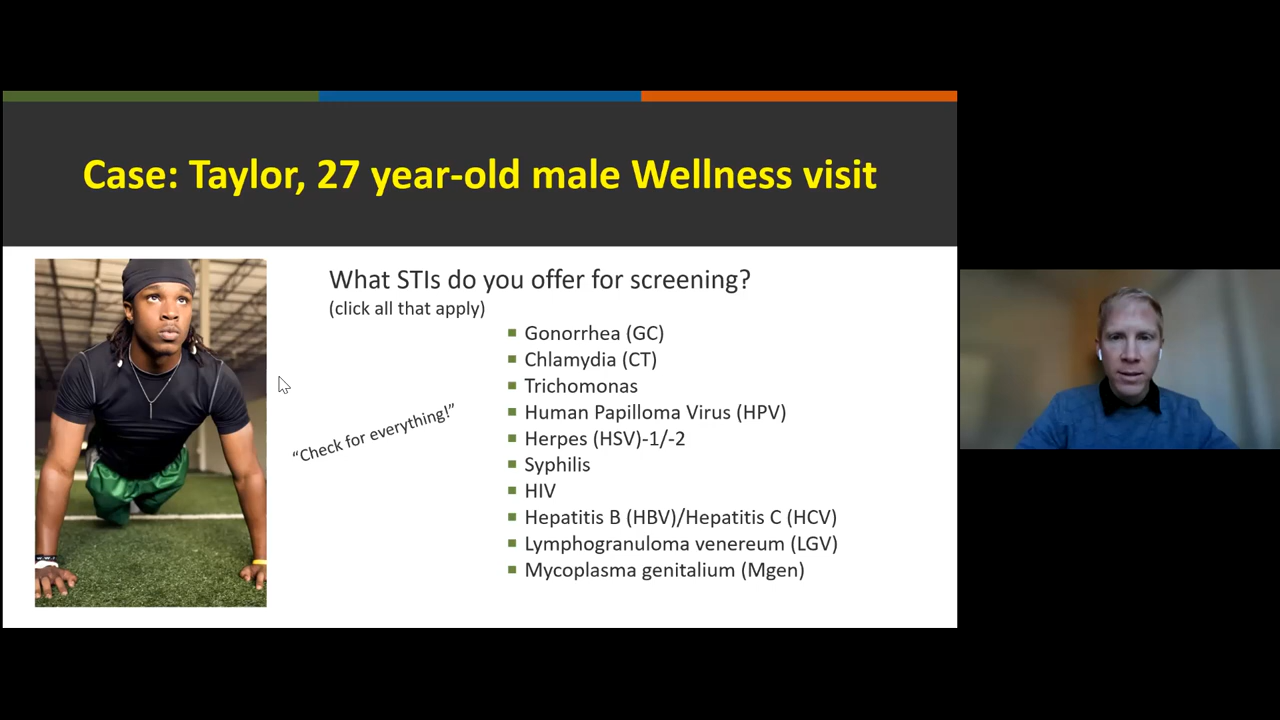 Case: Taylor, 27 year-old male Wellness visit
What STIs do you offer for screening?
(click all that apply)
Gonorrhea (GC)
Chlamydia (CT)
Trichomonas
Human Papilloma Virus (HPV)
Herpes (HSV)-1/-2
Syphilis
HIV
Hepatitis B (HBV)/Hepatitis C (HCV)
Lymphogranuloma venereum (LGV)
Mycoplasma genitalium (Mgen)
“Check for everything!”